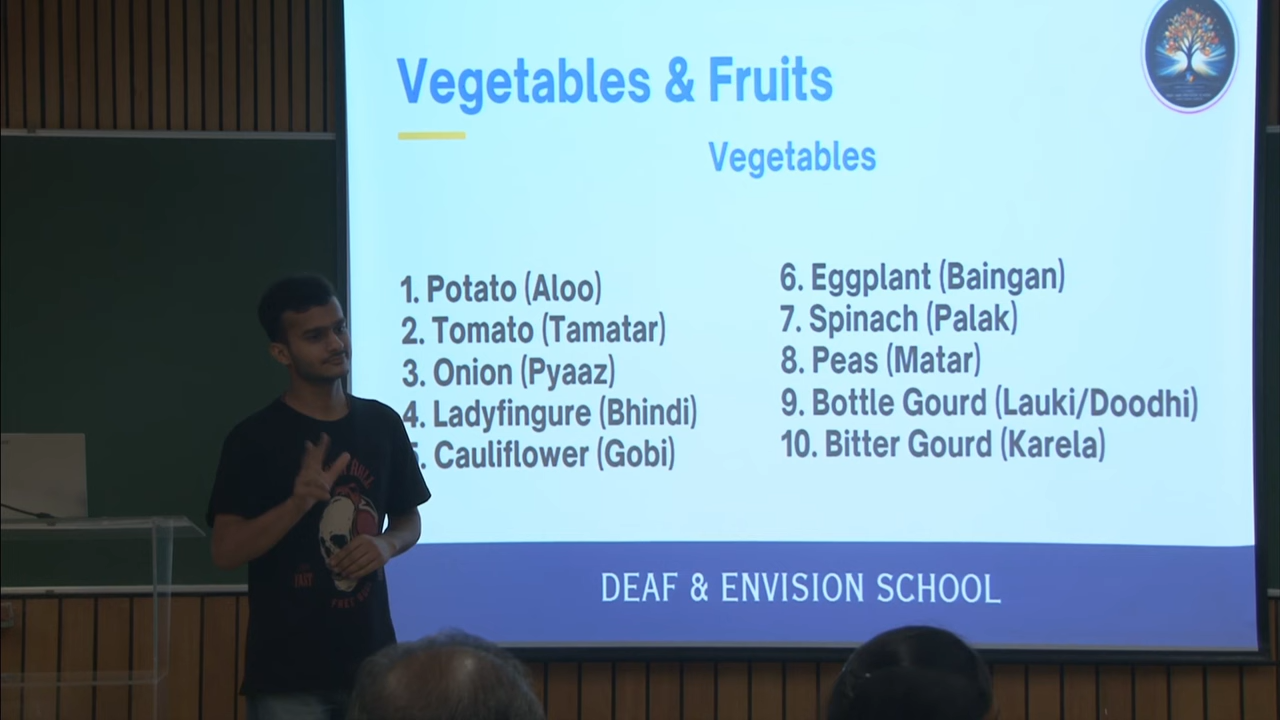 Vegetables & Fruits
Vegetables
1. Potato (Aloo)
2. Tomato (Tamatar)
3. Onion (Pyaaz)
4. Ladyfingure (Bhindi)
5. Cauliflower (Gobi)
6. Eggplant (Baingan)
7. Spinach (Palak)
8. Peas (Matar)
9. Bottle Gourd (Lauki/Doodhi)
10. Bitter Gourd (Karela)
DEAF & ENVISION SCHOOL